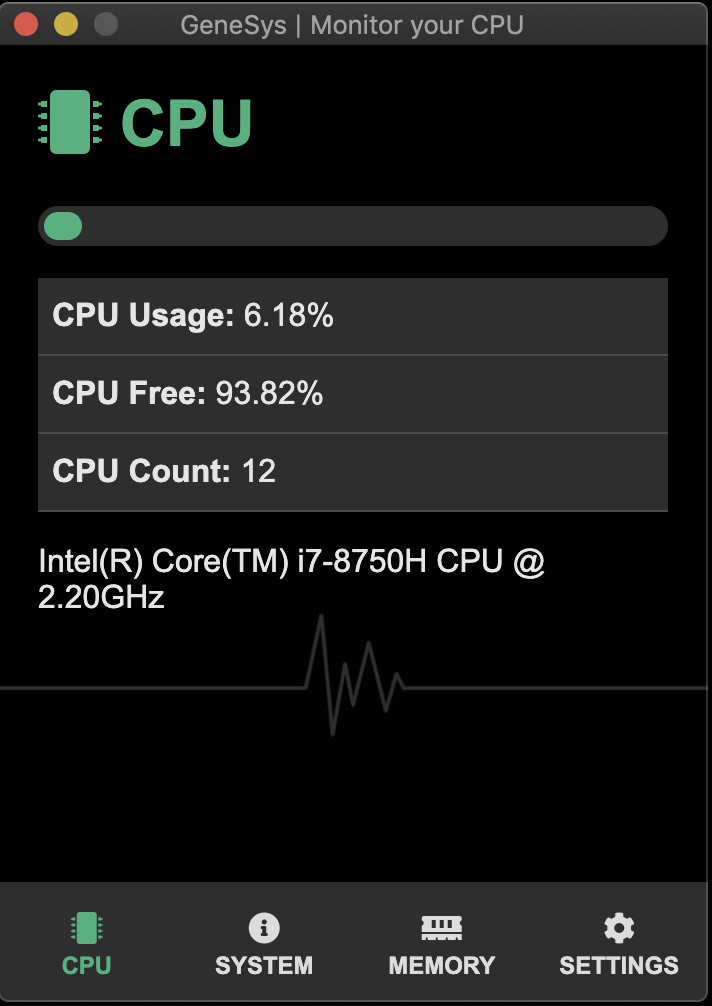 GeneSys | Monitor your CPU
CPU
CPU Usage: 6.18%
CPU Free: 93.82%
CPU Count: 12
Intel(R) Core(TM) i7-8750H CPU @
2.20GHz
CPU
SYSTEM
MEMORY
SETTINGS